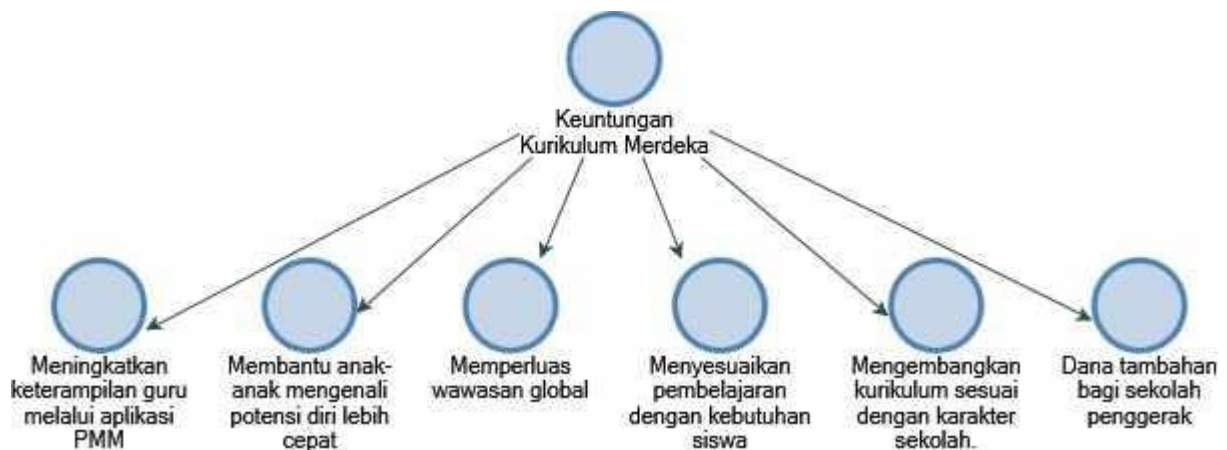 Keuntungan
Kurikulum Merdeka
Meningkatkan
keterampilan guru
melalui aplikasi
PMM
Membantu anak-
anak mengenali
potensi diri lebih
cepat
Memperluas
wawasan global
Menyesuaikan
pembelajaran
dengan kebutuhan
siswa
Mengembangkan
kurikulum sesuai
dengan karakter
sekolah.
Dana tambahan
bagi sekolah
penggerak